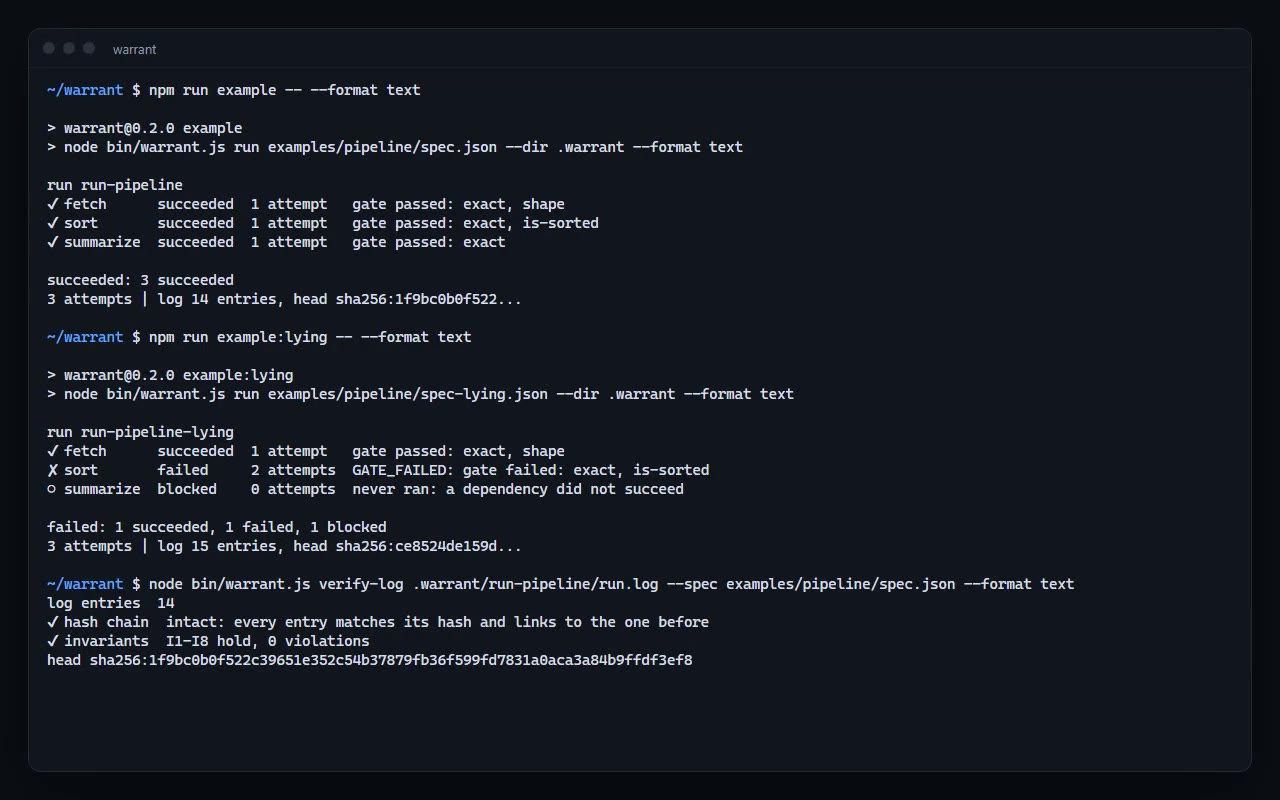 warrant
~/warrant $ npm run example -- --format text
> warrant@0.2.0 example
> node bin/warrant.js run examples/pipeline/spec.json --dir .warrant --format text
run run-pipeline
✓ fetch      succeeded  1 attempt   gate passed: exact, shape
✓ sort       succeeded  1 attempt   gate passed: exact, is-sorted
✓ summarize  succeeded  1 attempt   gate passed: exact
succeeded: 3 succeeded
3 attempts | log 14 entries, head sha256:1f9bc0b0f522...
~/warrant $ npm run example:lying -- --format text
> warrant@0.2.0 example:lying
> node bin/warrant.js run examples/pipeline/spec-lying.json --dir .warrant --format text
run run-pipeline-lying
✓ fetch      succeeded  1 attempt   gate passed: exact, shape
✗ sort       failed     2 attempts  GATE_FAILED: gate failed: exact, is-sorted
○ summarize  blocked    0 attempts  never ran: a dependency did not succeed
failed: 1 succeeded, 1 failed, 1 blocked
3 attempts | log 15 entries, head sha256:ce8524de159d...
~/warrant $ node bin/warrant.js verify-log .warrant/run-pipeline/run.log --spec examples/pipeline/spec.json --format text
log entries  14
✓ hash chain  intact: every entry matches its hash and links to the one before
✓ invariants  I1-I8 hold, 0 violations
head sha256:1f9bc0b0f522c39651e352c54b37879fb36f599fd7831a0aca3a84b9ffdf3ef8